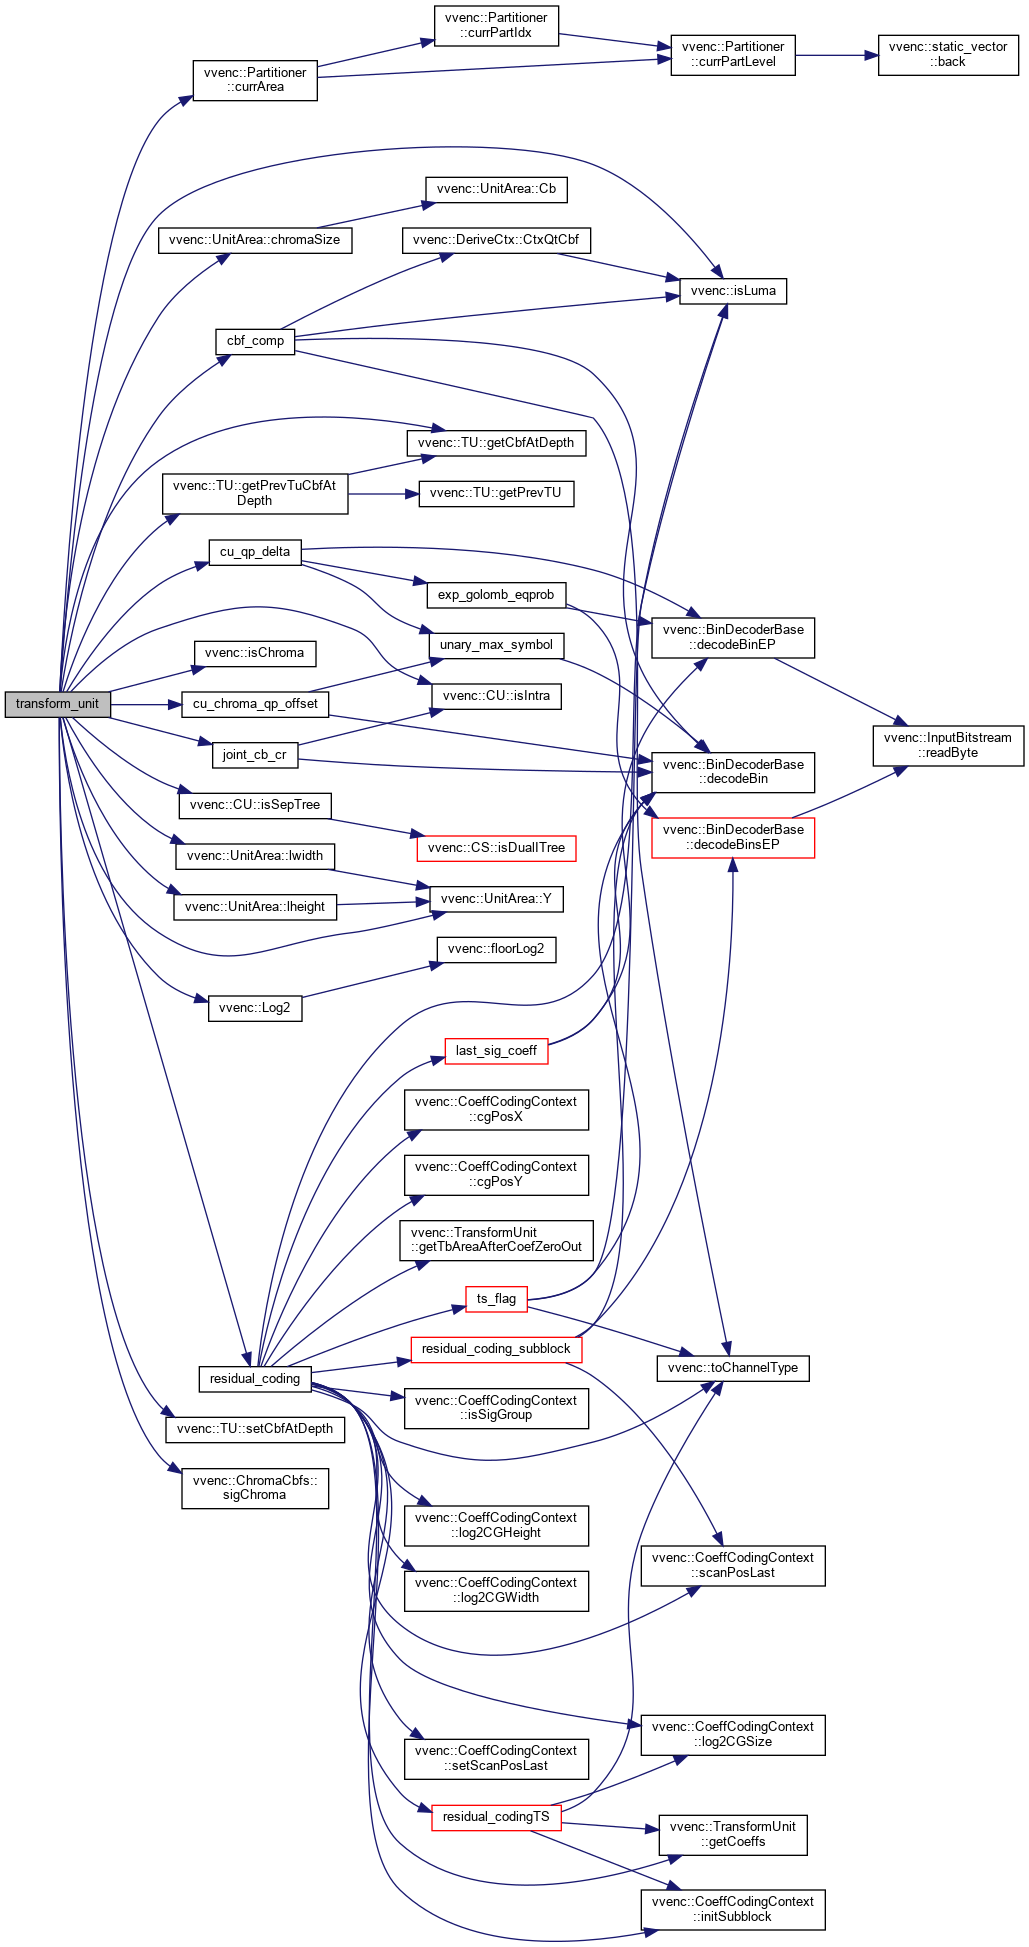 vvenc::Partitioner
::currPartIdx
vvenc::Partitioner
::currPartLevel
vvenc::static_vector
::back
vvenc::Partitioner
::currArea
vvenc::UnitArea::Cb
vvenc::UnitArea::chromaSize
vvenc::DeriveCtx::CtxQtCbf
vvenc::isLuma
cbf_comp
vvenc::TU::getCbfAtDepth
vvenc::TU::getPrevTuCbfAt
Depth
vvenc::TU::getPrevTU
cu_qp_delta
exp_golomb_eqprob
vvenc::BinDecoderBase
::decodeBinEP
unary_max_symbol
vvenc::isChroma
vvenc::CU::isIntra
transform_unit
cu_chroma_qp_offset
vvenc::InputBitstream
::readByte
joint_cb_cr
vvenc::BinDecoderBase
::decodeBin
vvenc::CU::isSepTree
vvenc::BinDecoderBase
::decodeBinsEP
vvenc::CS::isDualITree
vvenc::UnitArea::lwidth
vvenc::UnitArea::lheight
vvenc::UnitArea::Y
vvenc::floorLog2
vvenc::Log2
last_sig_coeff
vvenc::CoeffCodingContext
::cgPosX
vvenc::CoeffCodingContext
::cgPosY
vvenc::TransformUnit
::getTbAreaAfterCoefZeroOut
ts_flag
residual_coding_subblock
vvenc::toChannelType
residual_coding
vvenc::CoeffCodingContext
::isSigGroup
vvenc::TU::setCbfAtDepth
vvenc::ChromaCbfs::
sigChroma
vvenc::CoeffCodingContext
::log2CGHeight
vvenc::CoeffCodingContext
::scanPosLast
vvenc::CoeffCodingContext
::log2CGWidth
vvenc::CoeffCodingContext
::log2CGSize
vvenc::CoeffCodingContext
::setScanPosLast
residual_codingTS
vvenc::TransformUnit
::getCoeffs
vvenc::CoeffCodingContext
::initSubblock